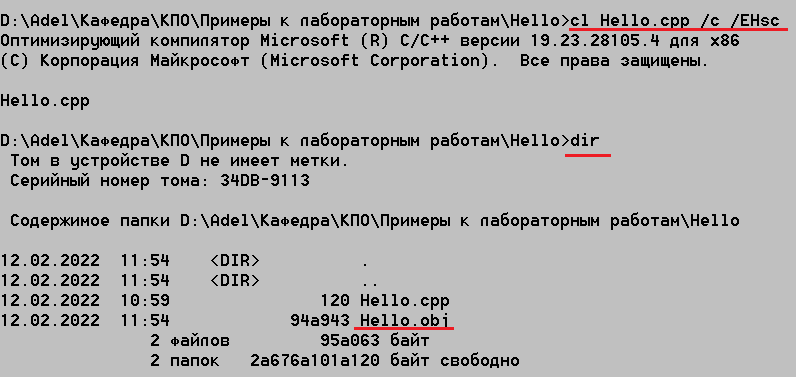 D:\Adel\Кафедра\КПО\Примеры к лабораторным работам\Hello>cl Hello.cpp /c /EHsc
Оптимизирующий компилятор Microsoft (R) C/C++ версии 19.23.28105.4 для x86
(C) Корпорация Майкрософт (Microsoft Corporation).  Все права защищены.
Hello.cpp
D:\Adel\Кафедра\КПО\Примеры к лабораторным работам\Hello>dir
Том в устройстве D не имеет метки.
Серийный номер тома: 34DB-9113
Содержимое папки D:\Adel\Кафедра\КПО\Примеры к лабораторным работам\Hello
12.02.2022  11:54    <DIR>          .
12.02.2022  11:54    <DIR>          ..
12.02.2022  10:59               120 Hello.cpp
12.02.2022  11:54            94а943 Hello.obj
2 файлов         95а063 байт
2 папок   2а676а101а120 байт свободно